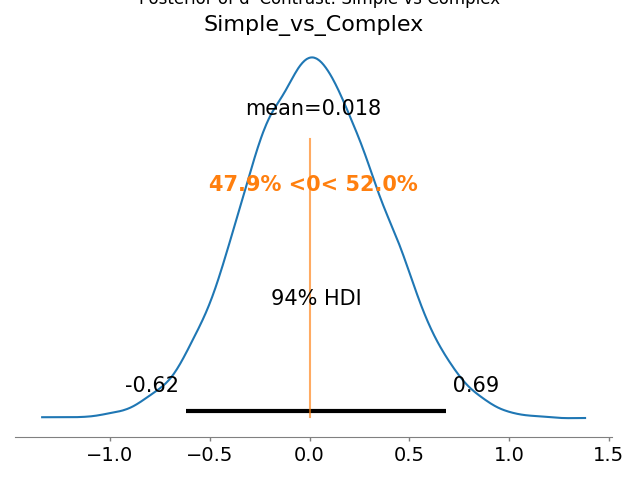 Posterior of d' Contrast: Simple vs Complex
Simple_vs_Complex
mean=0.018
47.9% <0< 52.0%
94% HDI
-0.62
0.69
−1.0
−0.5
0.0
0.5
1.0
1.5